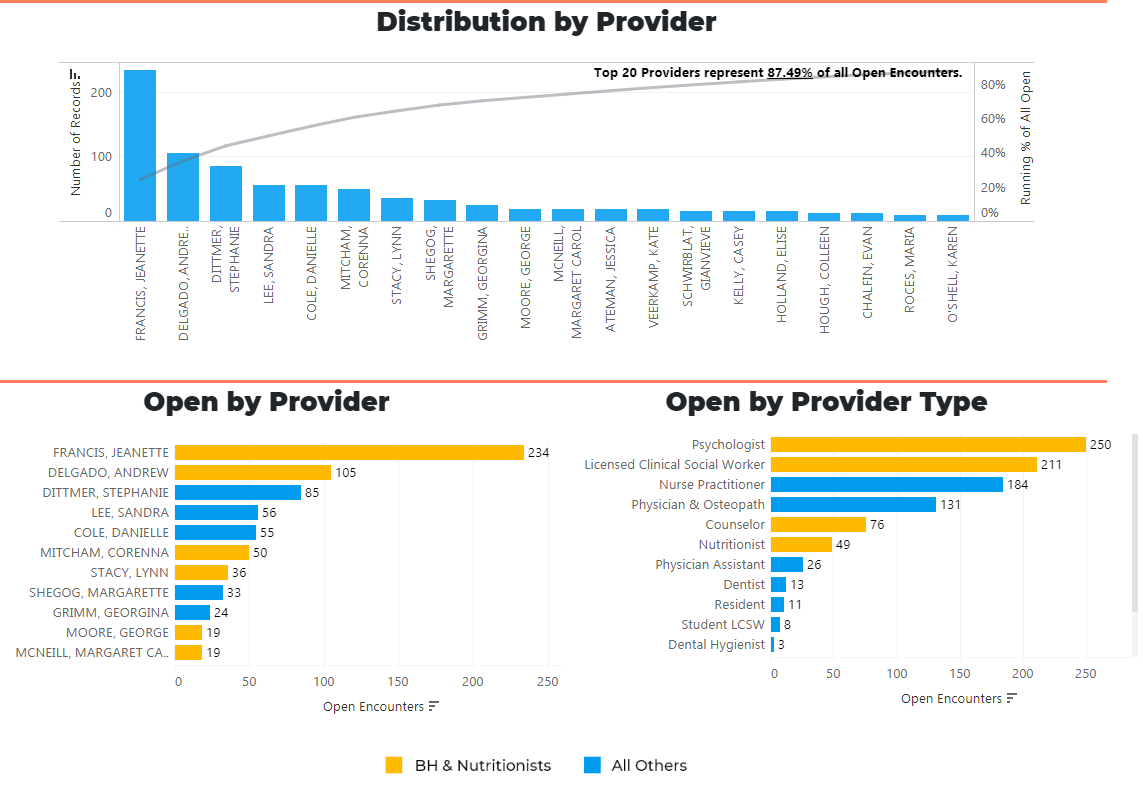 Distribution by Provider
Top 20 Providers represent 87.49% of all Open Encounters.
Number of Records
200
100
0
80%
60%
40%
20%
0%
Running % of All Open
FRANCIS, JEANETTE
DELGADO, ANDRE..
DITTMER,
STEPHANIE
LEE, SANDRA
COLE, DANIELLE
MITCHAM,
CORENNA
STACY, LYNN
SHEGOG,
MARGARETTE
GRIMM, GEORGINA
MOORE, GEORGE
MCNEILL,
MARGARET CAROL
ATEMAN, JESSICA
VEERKAMP, KATE
SCHWIRBLAT,
GIANVIEVE
KELLY, CASEY
HOLLAND, ELISE
HOUGH, COLLEEN
CHALFIN, EVAN
ROCES, MARIA
O'SHELL, KAREN
Open by Provider
FRANCIS, JEANETTE 234
DELGADO, ANDREW 105
DITTMER, STEPHANIE 85
LEE, SANDRA 56
COLE, DANIELLE 55
MITCHAM, CORENNA 50
STACY, LYNN 36
SHEGOG, MARGARETTE 33
GRIMM, GEORGINA 24
MOORE, GEORGE 19
MCNEILL, MARGARET CA.. 19
0 50 100 150 200 250
Open Encounters
Open by Provider Type
Psychologist 250
Licensed Clinical Social Worker 211
Nurse Practitioner 184
Physician & Osteopath 131
Counselor 76
Nutritionist 49
Physician Assistant 26
Dentist 13
Resident 11
Student LCSW 8
Dental Hygienist 3
0 50 100 150 200 250
Open Encounters
BH & Nutritionists All Others